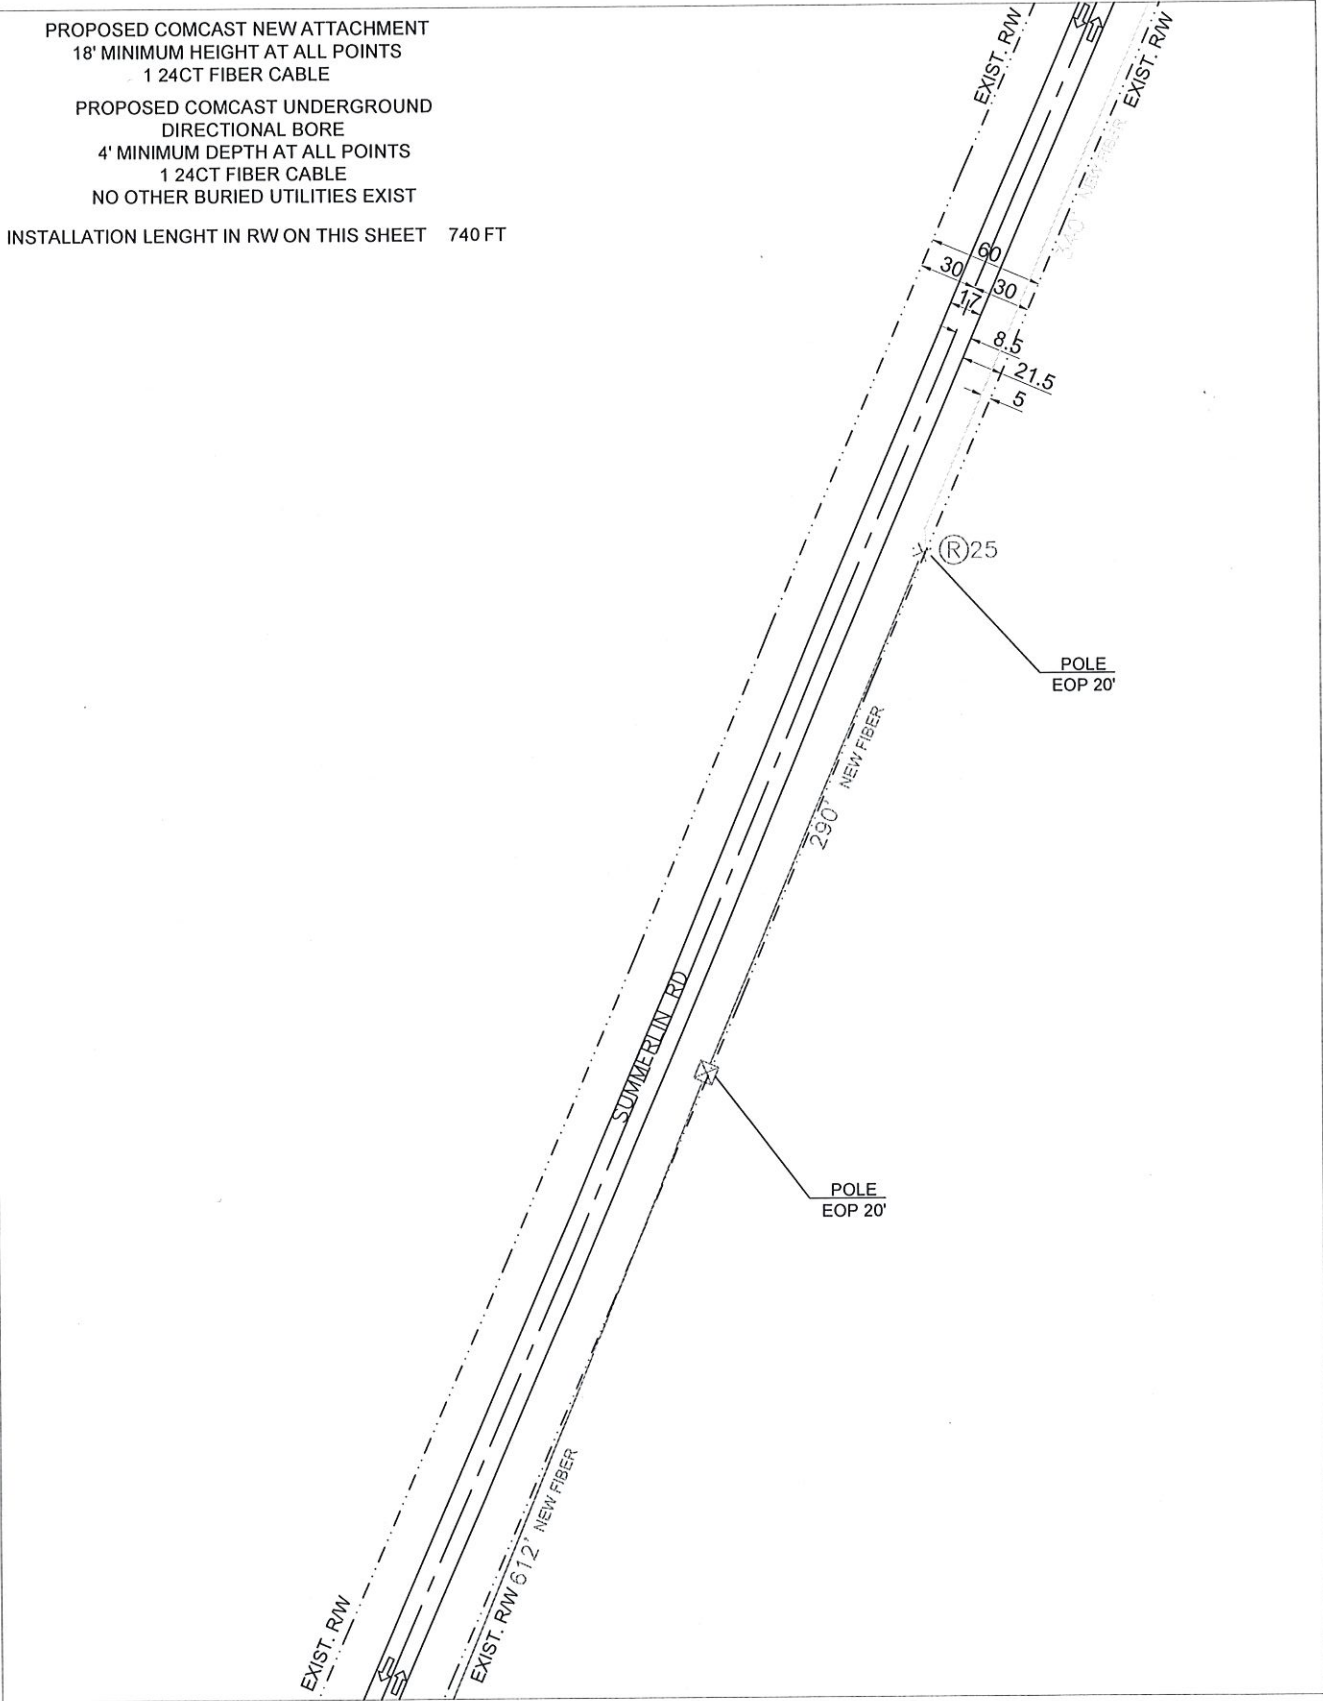 PROPOSED COMCAST NEW ATTACHMENT
18' MINIMUM HEIGHT AT ALL POINTS
1 24CT FIBER CABLE
PROPOSED COMCAST UNDERGROUND
DIRECTIONAL BORE
4' MINIMUM DEPTH AT ALL POINTS
1 24CT FIBER CABLE
NO OTHER BURIED UTILITIES EXIST
INSTALLATION LENGHT IN RW ON THIS SHEET 740 FT
EXIST. R/W
EXIST. R/W
340' NEW FIBER
60
30
30
17
8.5
21.5
5
R 25
POLE
EOP 20'
290' NEW FIBER
SUMMERLIN RD
POLE
EOP 20'
612' NEW FIBER
EXIST. R/W
EXIST. R/W